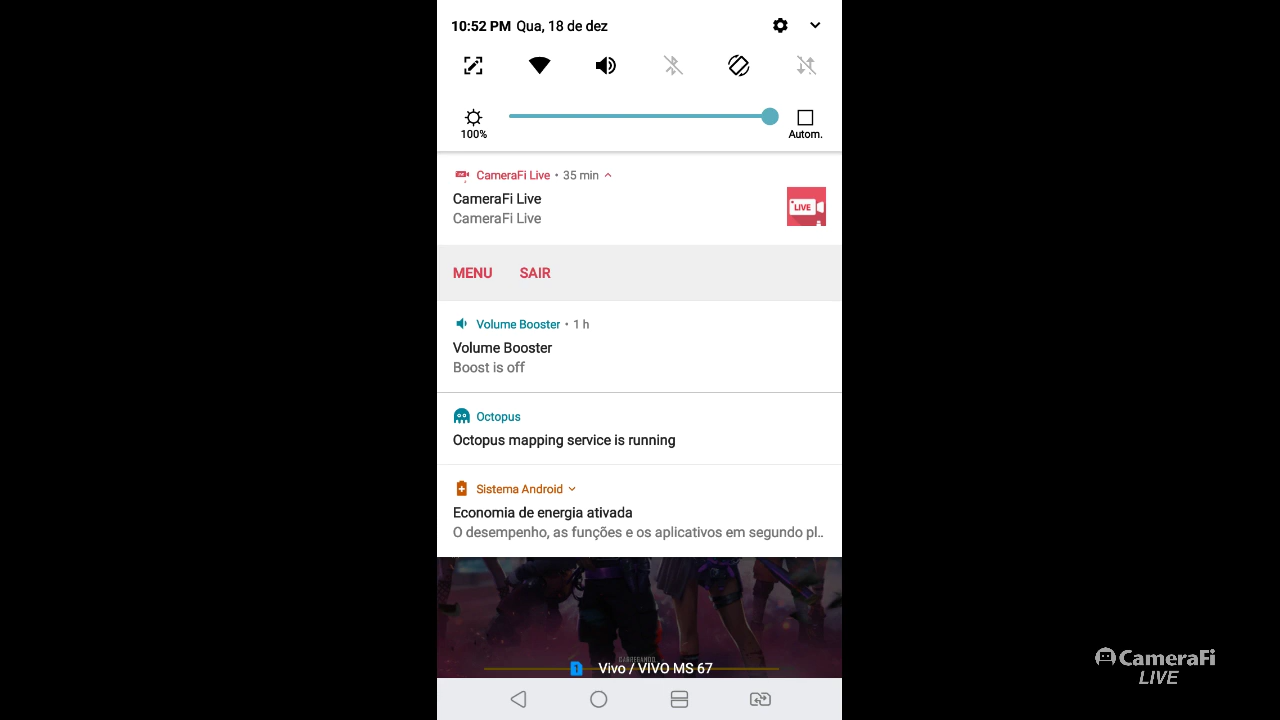 10:52 PM Qua, 18 de dez
100%
Autom.
CameraFi Live • 35 min
CameraFi Live
CameraFi Live
LIVE
MENU SAIR
Volume Booster • 1 h
Volume Booster
Boost is off
Octopus
Octopus mapping service is running
Sistema Android
Economia de energia ativada
O desempenho, as funções e os aplicativos em segundo pl..
CARREGANDO
1 Vivo / VIVO MS 67
CameraFi
LIVE